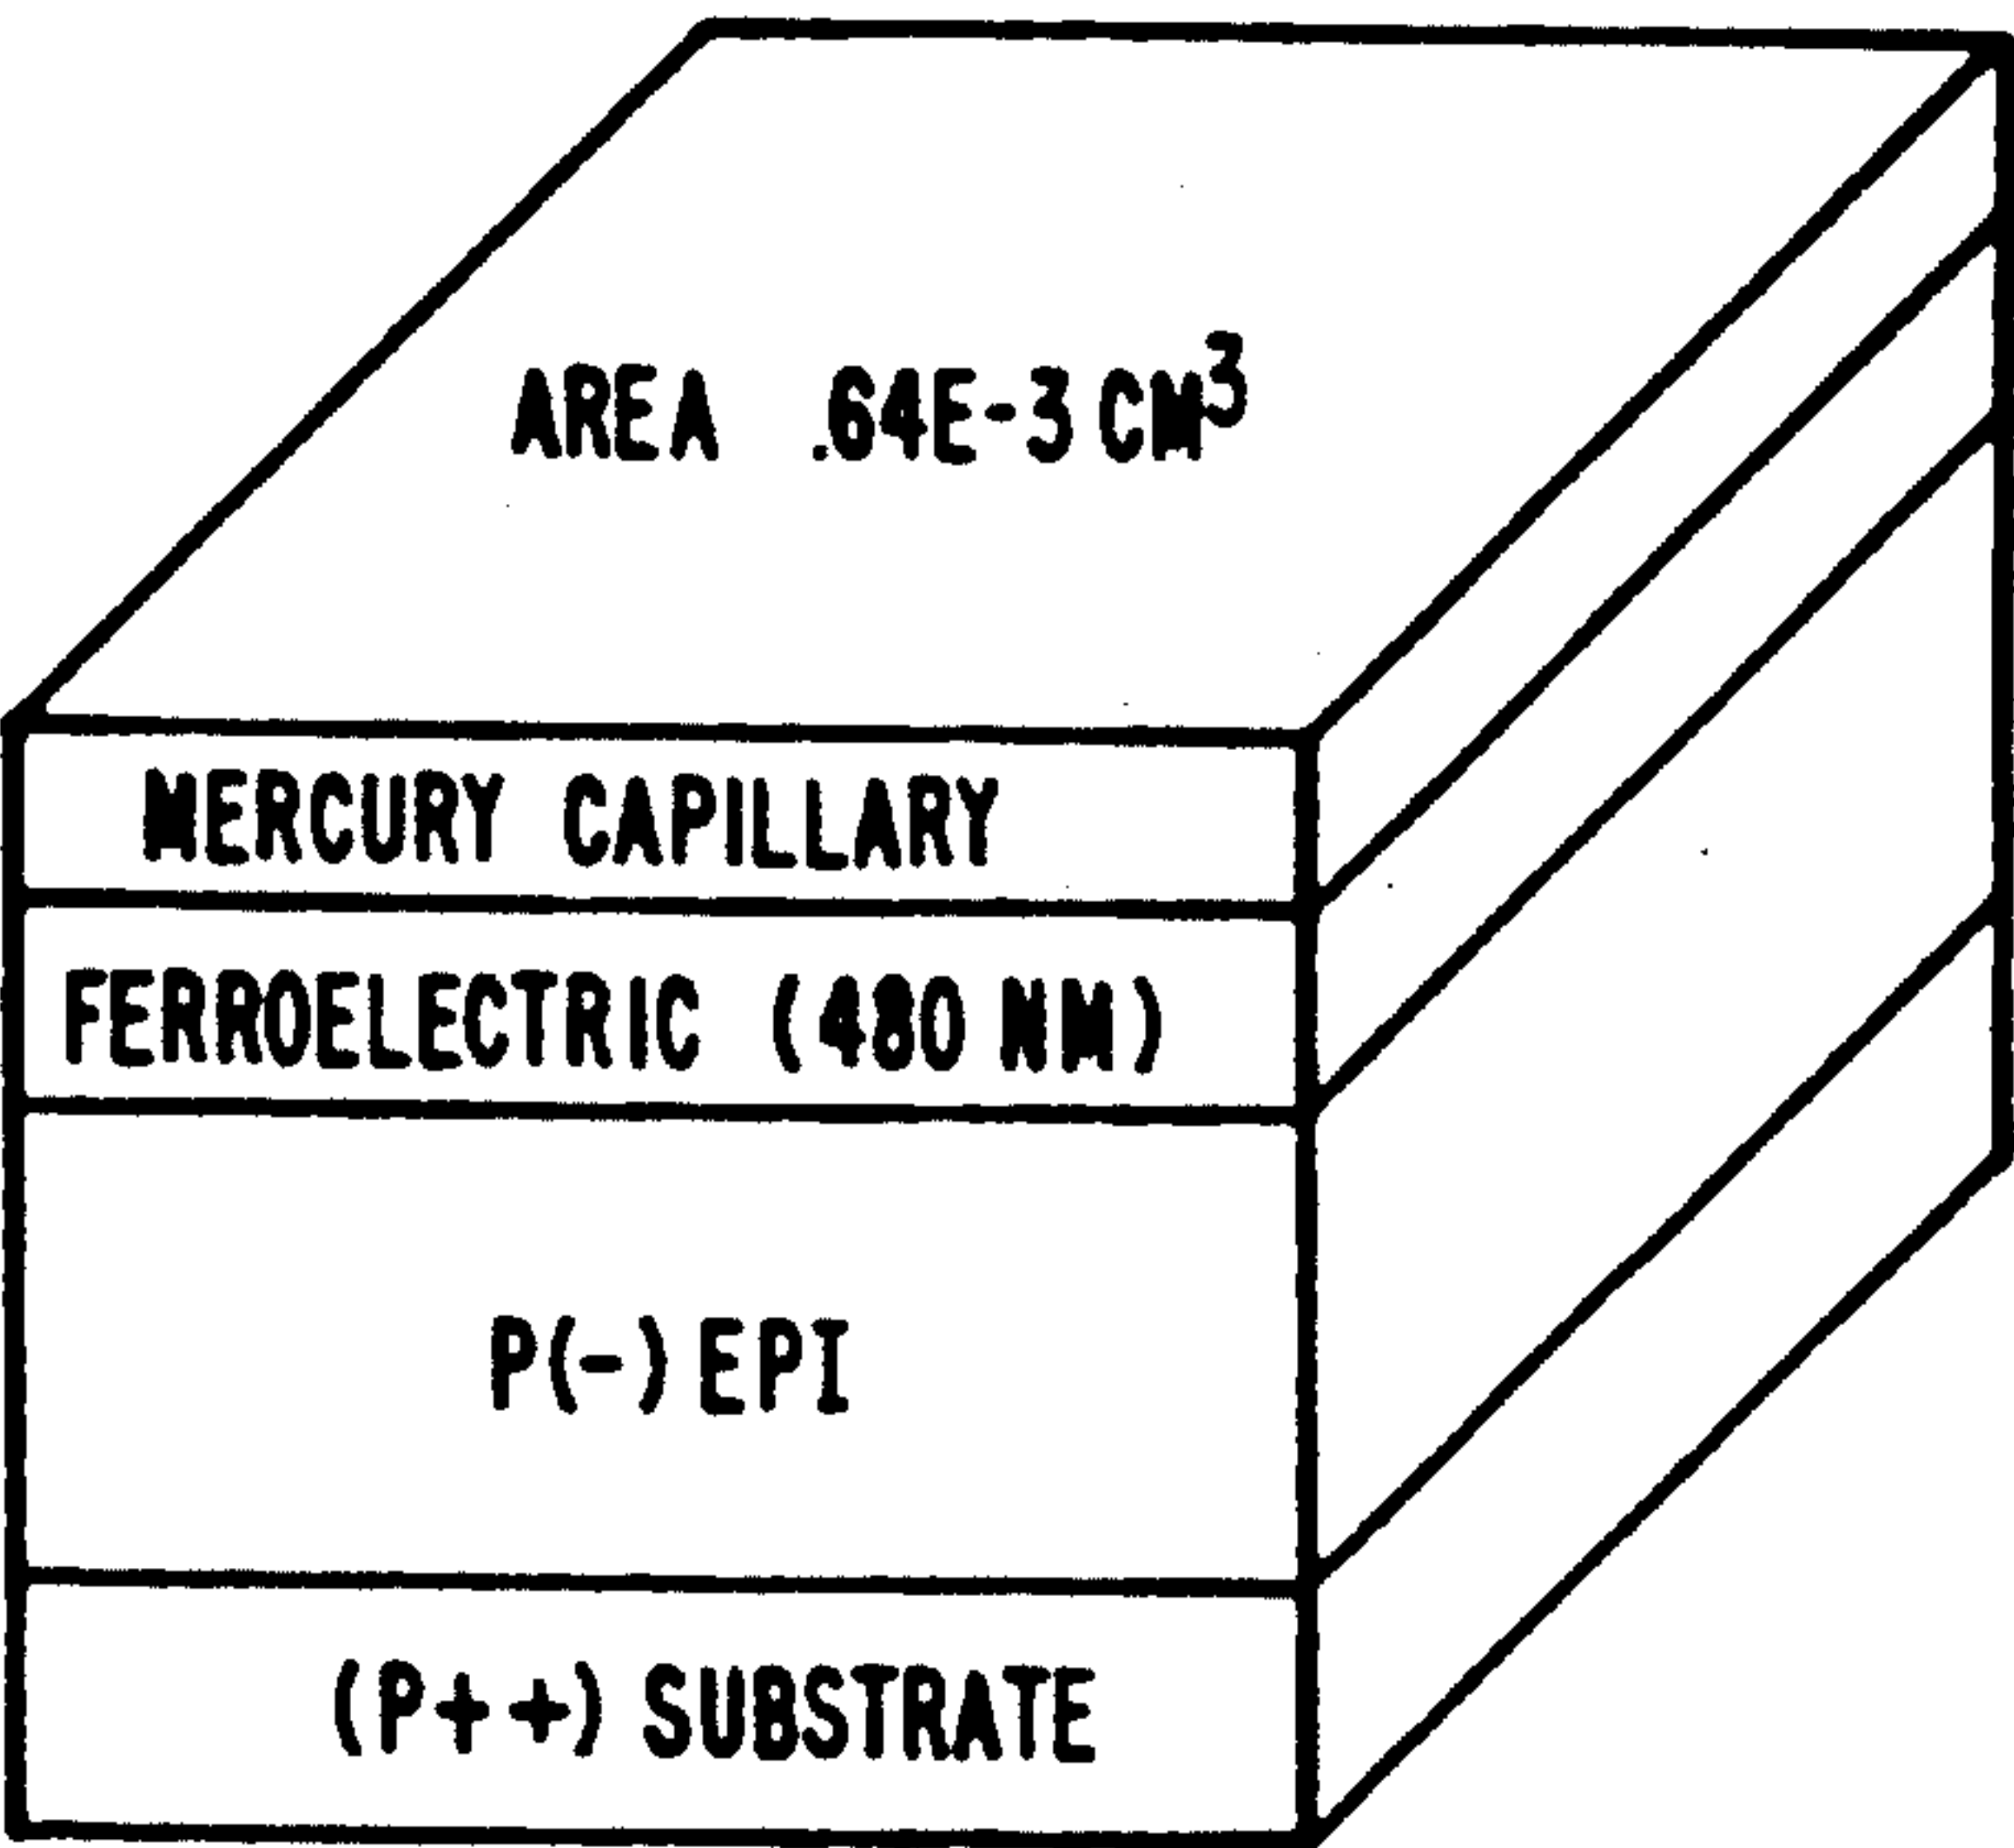 AREA .64E-3 CM³
MERCURY CAPILLARY
FERROELECTRIC (480 NM)
P(-) EPI
(P++) SUBSTRATE